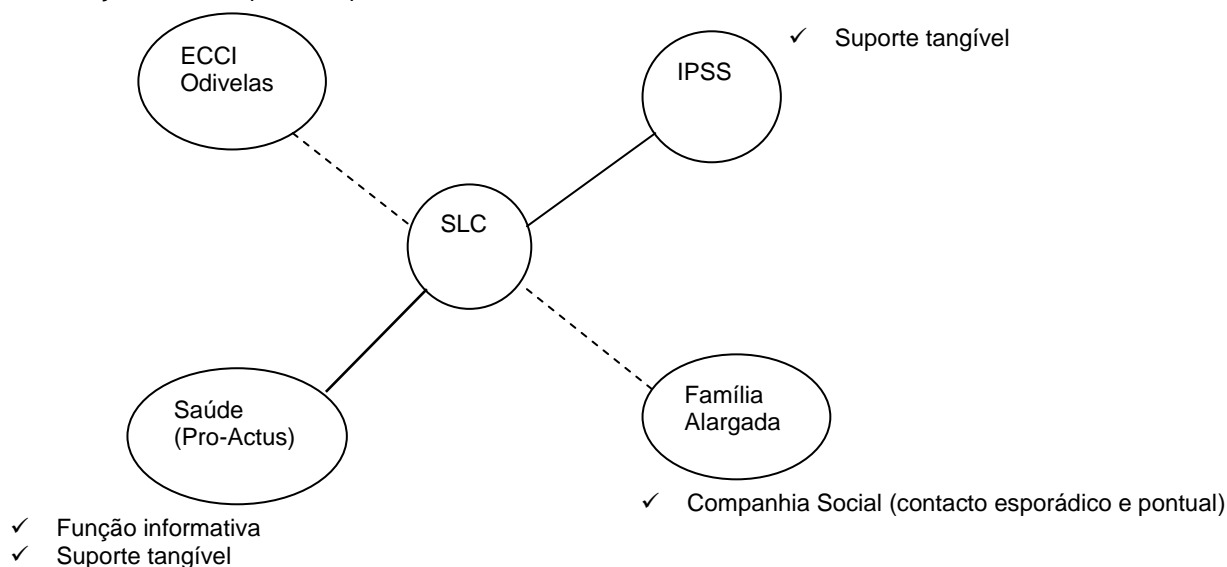 ECCI
Odivelas
IPSS
✓ Suporte tangível
SLC
Saúde
(Pro-Actus)
Família
Alargada
✓ Companhia Social (contacto esporádico e pontual)
✓ Função informativa
✓ Suporte tangível